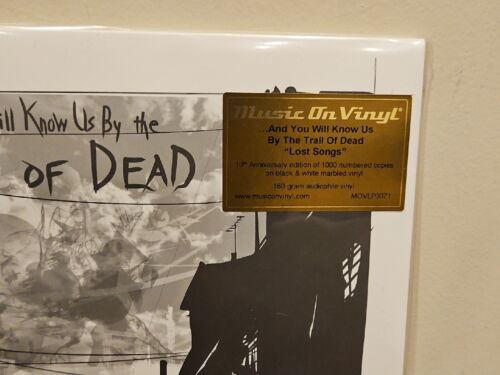 ill Know Us By the
OF DEAD
Music On Vinyl®
...And You Will Know Us
By The Trail Of Dead
"Lost Songs"
10th Anniversary edition of 1000 numbered copies
on black & white marbled vinyl
180 gram audiophile vinyl
www.musiconvinyl.com MOVLP3071